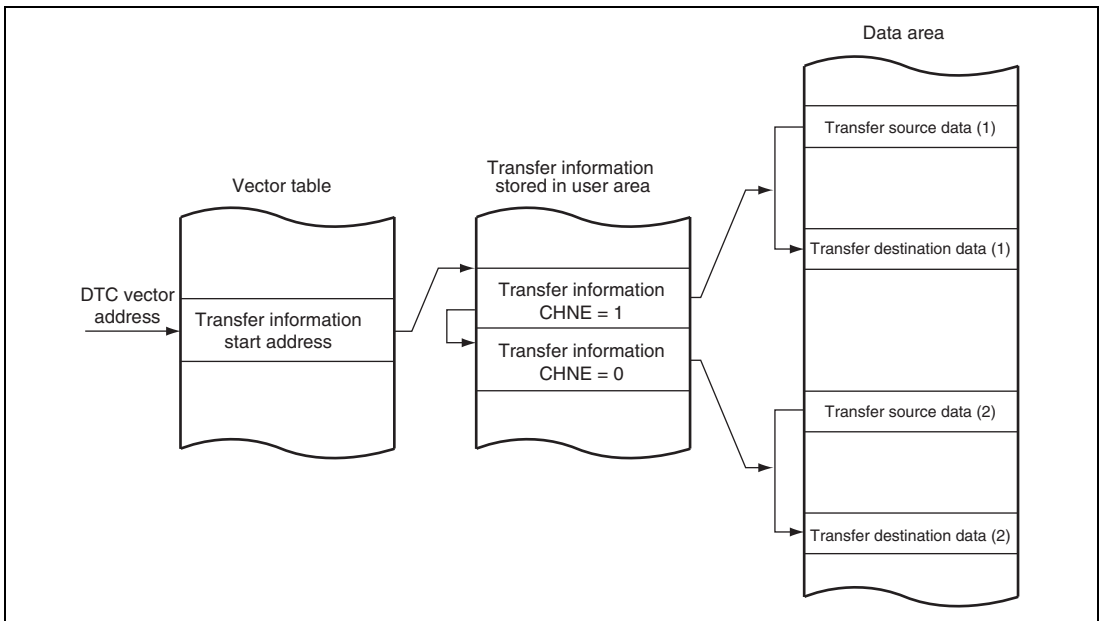 Data area
Transfer source data (1)
Transfer information
stored in user area
Vector table
Transfer destination data (1)
DTC vector
address
Transfer information
start address
Transfer information
CHNE = 1
Transfer information
CHNE = 0
Transfer source data (2)
Transfer destination data (2)